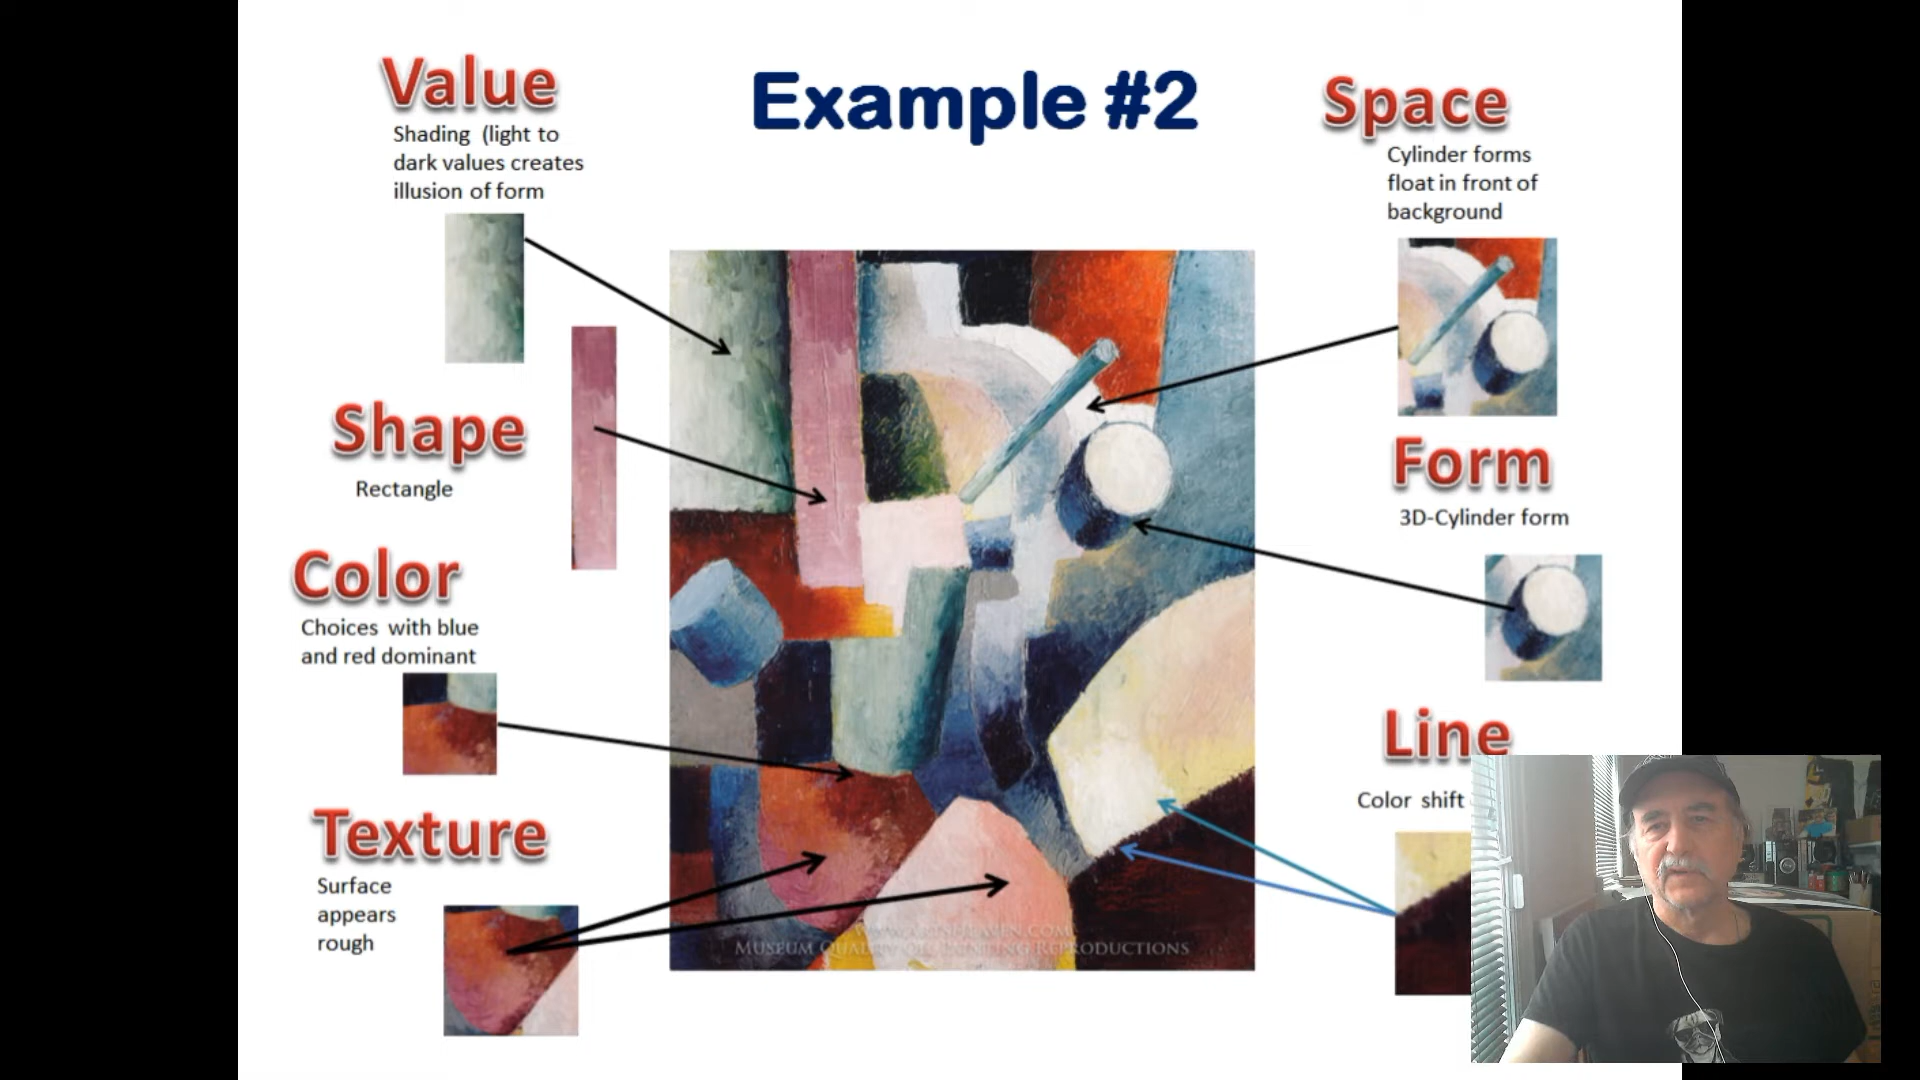 Example #2
Value
Shading (light to
dark values creates
illusion of form
Shape
Rectangle
Color
Choices with blue
and red dominant
Texture
Surface
appears
rough
Space
Cylinder forms
float in front of
background
Form
3D-Cylinder form
Line
Color shift
Museum Quality Oil Painting Reproductions